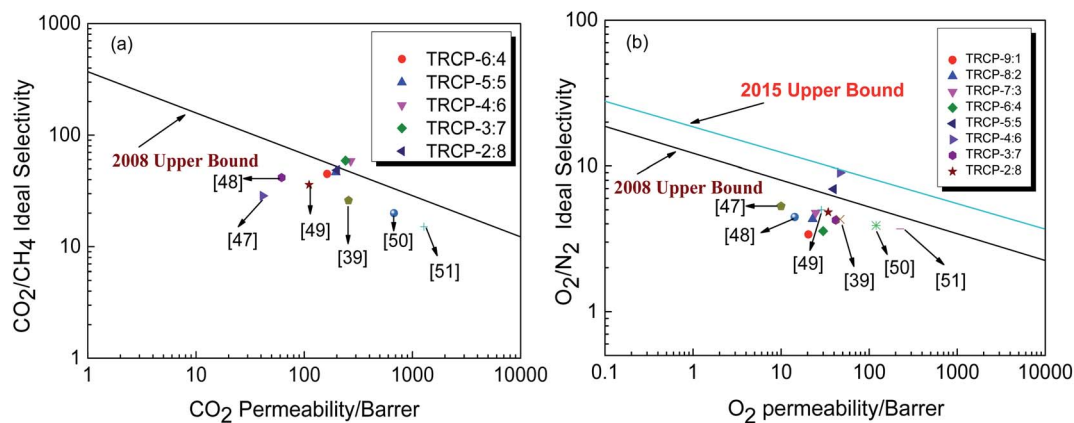 (a)
1000
100
10
1
CO2/CH4 Ideal Selectivity
TRCP-6:4
TRCP-5:5
TRCP-4:6
TRCP-3:7
TRCP-2:8
2008 Upper Bound
[48]
[47]
[49]
[39]
[50]
[51]
1
10
100
1000
10000
CO2 Permeability/Barrer
(b)
100
10
1
O2/N2 Ideal Selectivity
TRCP-9:1
TRCP-8:2
TRCP-7:3
TRCP-6:4
TRCP-5:5
TRCP-4:6
TRCP-3:7
TRCP-2:8
2015 Upper Bound
2008 Upper Bound
[47]
[48]
[49]
[39]
[50]
[51]
0.1
1
10
100
1000
10000
O2 permeability/Barrer